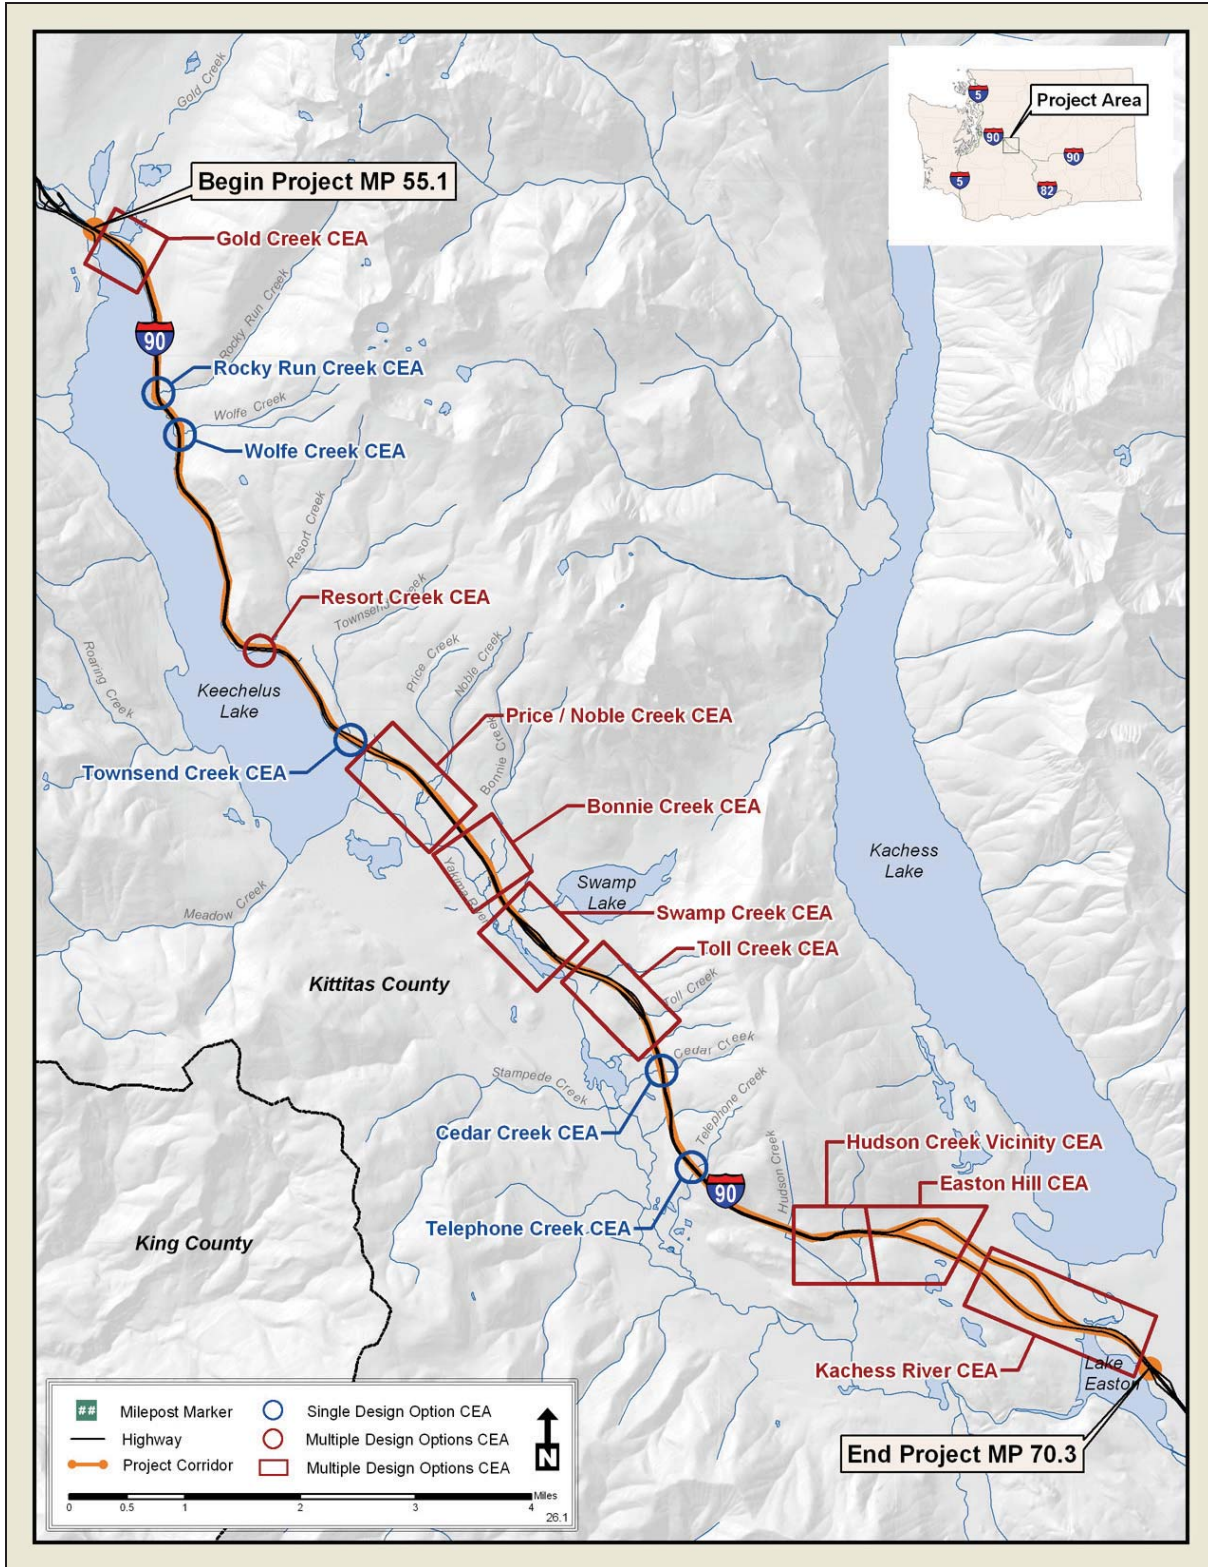 Gold Creek
5
Project Area
90
90
5
82
Begin Project MP 55.1
Gold Creek CEA
Rocky Run Creek
90
Rocky Run Creek CEA
Wolfe Creek
Wolfe Creek CEA
Resort Creek
Resort Creek CEA
Townsend Creek
Roaring Creek
Price Creek
Noble Creek
Keechelus
Lake
Price / Noble Creek CEA
Bonnie Creek
Townsend Creek CEA
Bonnie Creek CEA
Yakima River
Kachess
Lake
Swamp
Lake
Meadow Creek
Swamp Creek CEA
Toll Creek CEA
Kittitas County
Toll Creek
Cedar Creek
Stampede Creek
Telephone Creek
Cedar Creek CEA
Hudson Creek
Hudson Creek Vicinity CEA
Easton Hill CEA
90
Telephone Creek CEA
King County
Kachess River CEA
Lake
Easton
End Project MP 70.3
## Milepost Marker
Highway
Project Corridor
Single Design Option CEA
Multiple Design Options CEA
Multiple Design Options CEA
N
Miles
0 0.5 1 2 3 4
26.1